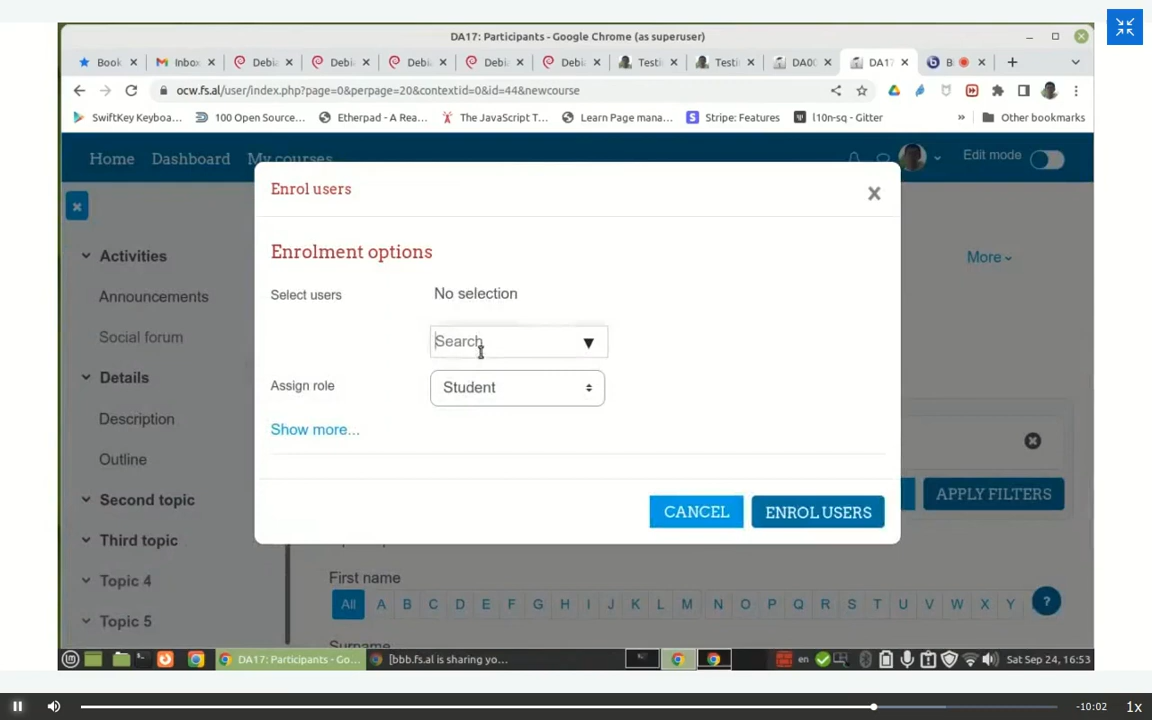 DA17: Participants - Google Chrome (as superuser)
Book
Inbox
Debia
Debi
Debi
Debi
Debi
Testi
Testi
DA00
DA17
B
ocw.fs.al/user/index.php?page=0&perpage=20&contextid=0&id=44&newcourse
SwiftKey Keyboa...
100 Open Source...
Etherpad - A Rea...
The JavaScript T...
Learn Page mana...
Stripe: Features
l10n-sq - Gitter
»
Other bookmarks
Home
Dashboard
My courses
Edit mode
Enrol users
Enrolment options
Select users
No selection
Search
Assign role
Student
Show more...
CANCEL
ENROL USERS
Activities
Announcements
Social forum
Details
Description
Outline
Second topic
Third topic
Topic 4
Topic 5
More
APPLY FILTERS
First name
All A B C D E F G H I J K L M N O P Q R S T U V W X Y
?
Surname
DA17: Participants - Go...
[bbb.fs.al is sharing yo...
en
Sat Sep 24, 16:53
-10:02
1x